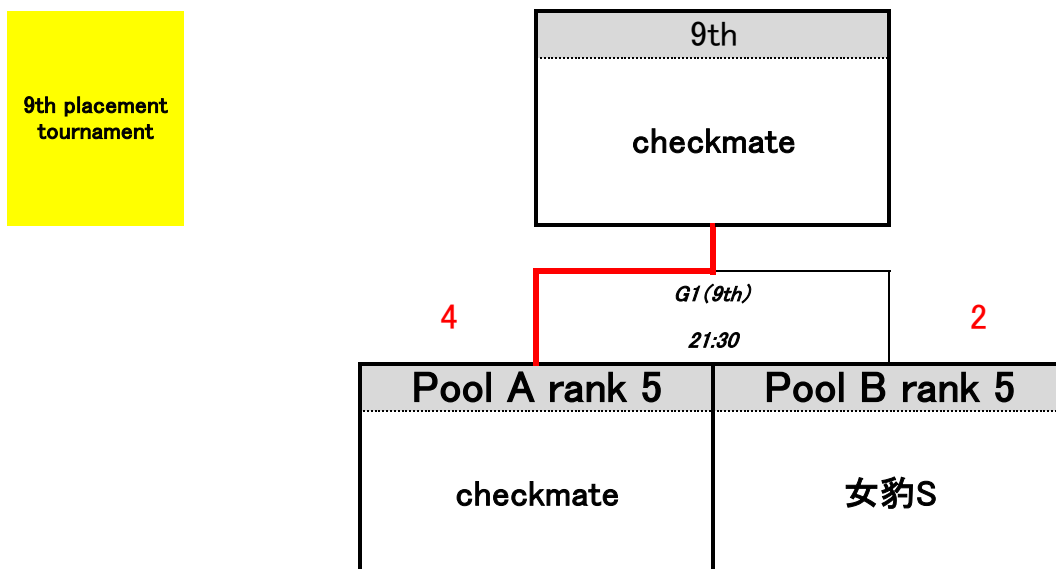 9th placement
tournament
9th
checkmate
G1(9th)
4
2
21:30
Pool A rank 5
Pool B rank 5
checkmate
女豹S